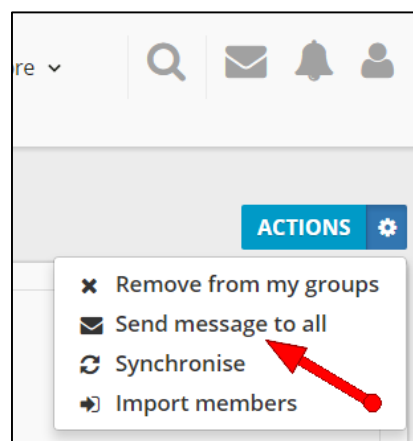 re
ACTIONS
Remove from my groups
Send message to all
Synchronise
Import members